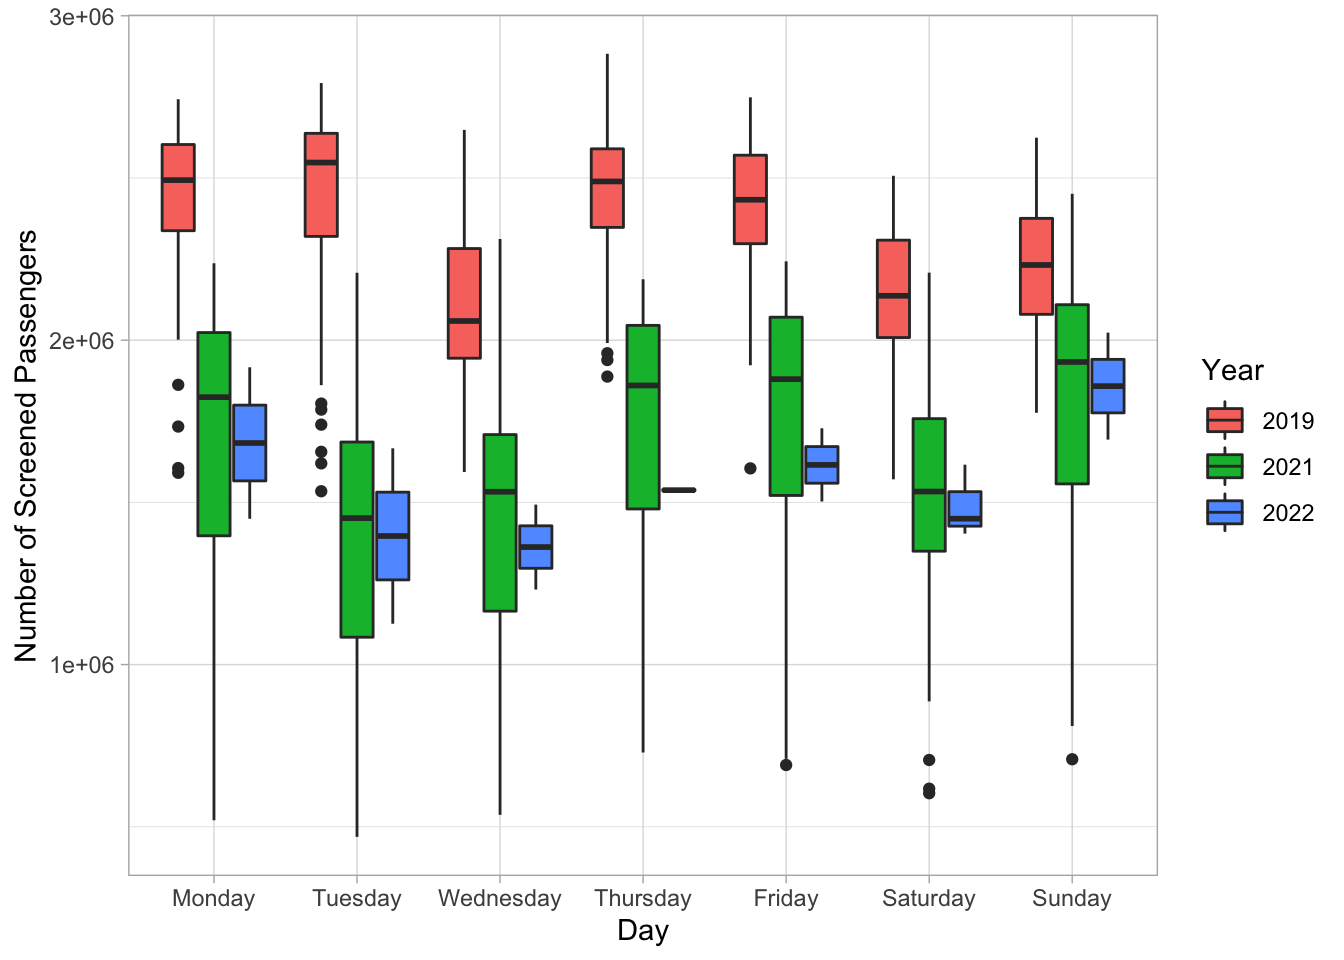 Number of Screened Passengers
3e+06
2e+06
1e+06
Monday Tuesday Wednesday Thursday Friday Saturday Sunday
Day
Year
2019
2021
2022